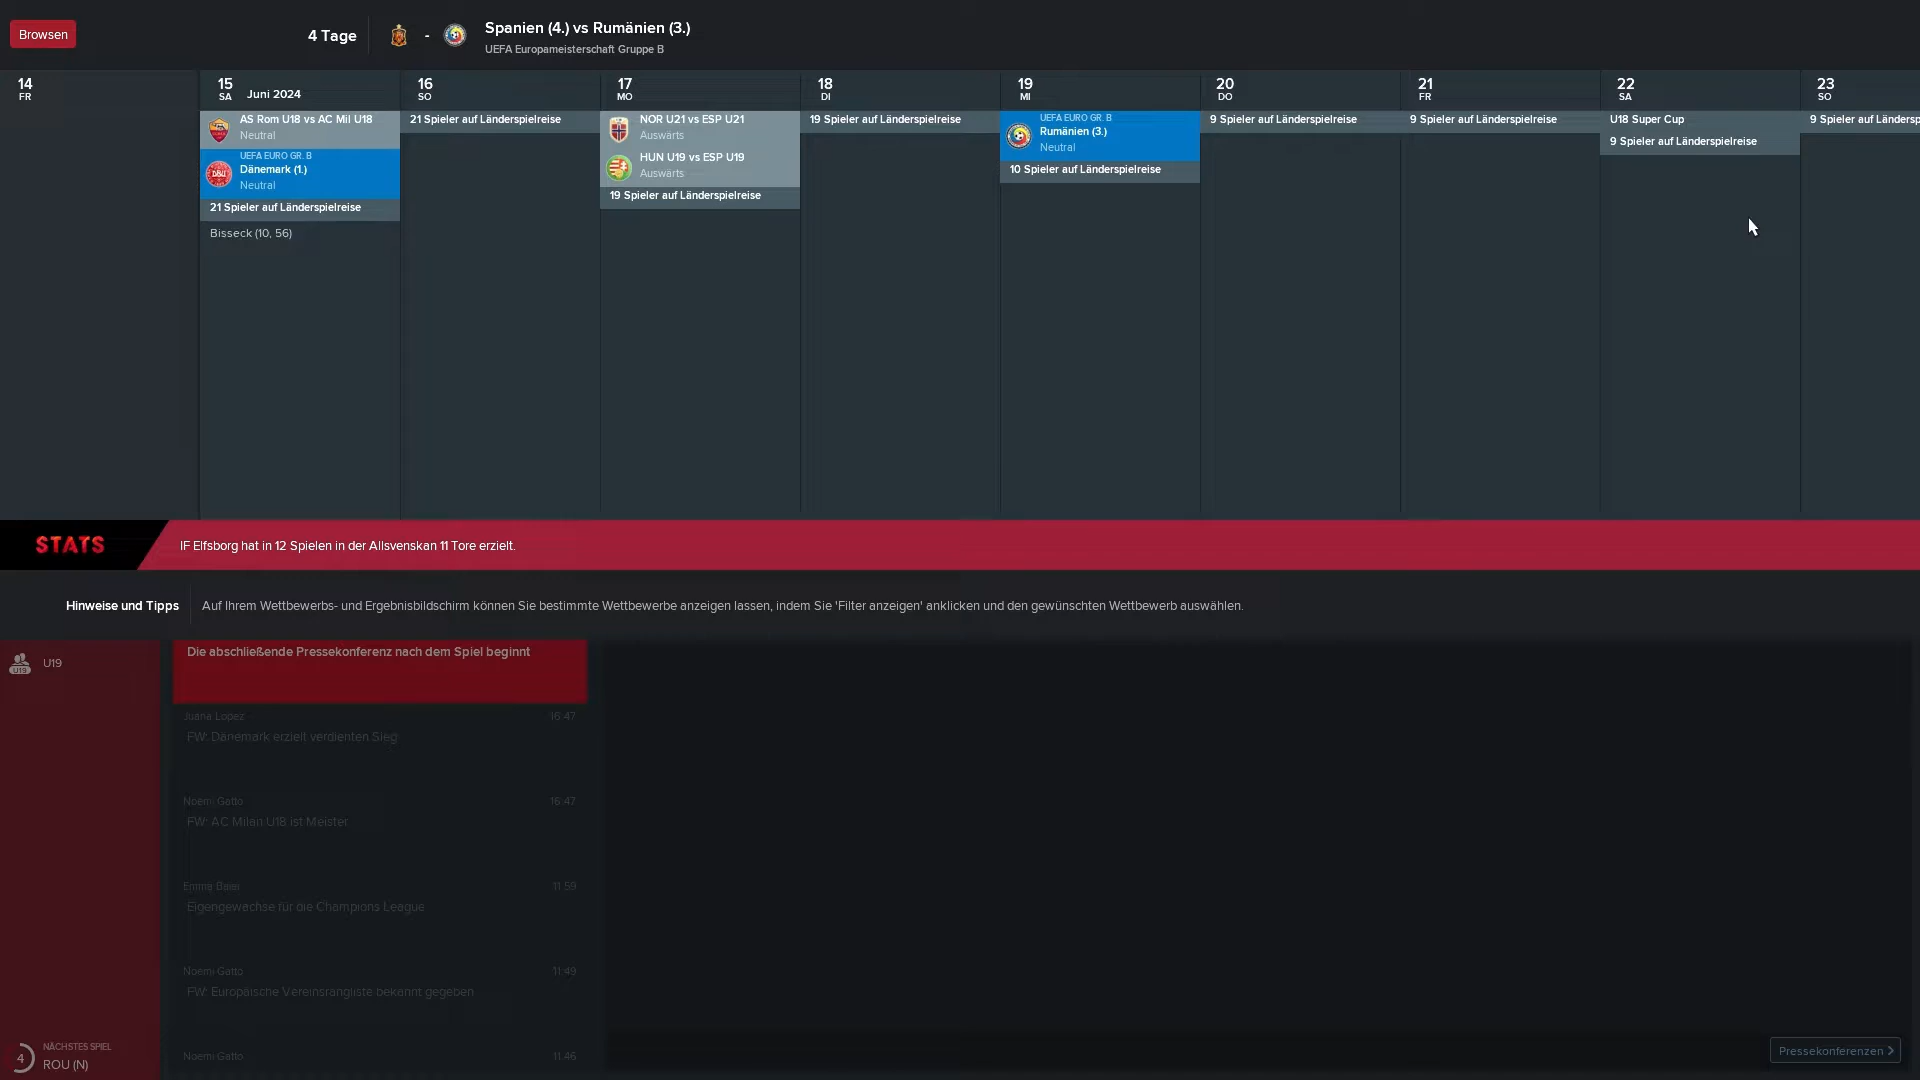 Browsen
4 Tage
-
Spanien (4.) vs Rumänien (3.)
UEFA Europameisterschaft Gruppe B
14
FR
15
SA
Juni 2024
AS Rom U18 vs AC Mil U18
Neutral
UEFA EURO GR. B
Dänemark (1.)
Neutral
21 Spieler auf Länderspielreise
Bisseck (10, 56)
16
SO
21 Spieler auf Länderspielreise
17
MO
NOR U21 vs ESP U21
Auswärts
HUN U19 vs ESP U19
Auswärts
19 Spieler auf Länderspielreise
18
DI
19 Spieler auf Länderspielreise
19
MI
UEFA EURO GR. B
Rumänien (3.)
Neutral
10 Spieler auf Länderspielreise
20
DO
9 Spieler auf Länderspielreise
21
FR
9 Spieler auf Länderspielreise
22
SA
U18 Super Cup
9 Spieler auf Länderspielreise
23
SO
9 Spieler auf Ländersp
STATS
IF Elfsborg hat in 12 Spielen in der Allsvenskan 11 Tore erzielt.
Hinweise und Tipps
Auf Ihrem Wettbewerbs- und Ergebnisbildschirm können Sie bestimmte Wettbewerbe anzeigen lassen, indem Sie 'Filter anzeigen' anklicken und den gewünschten Wettbewerb auswählen.
U19
U19
Die abschließende Pressekonferenz nach dem Spiel beginnt
Juana Lopez 16:47
FW: Dänemark erzielt verdienten Sieg
Noemi Gatto 16:47
FW: AC Milan U18 ist Meister
Emma 11:59
Eigengewächse für die Champions League
Noemi Gatto 11:49
FW: Europäische Vereinsrangliste bekannt gegeben
Noemi Gatto 11:46
4
NÄCHSTES SPIEL
ROU (N)
Pressekonferenzen